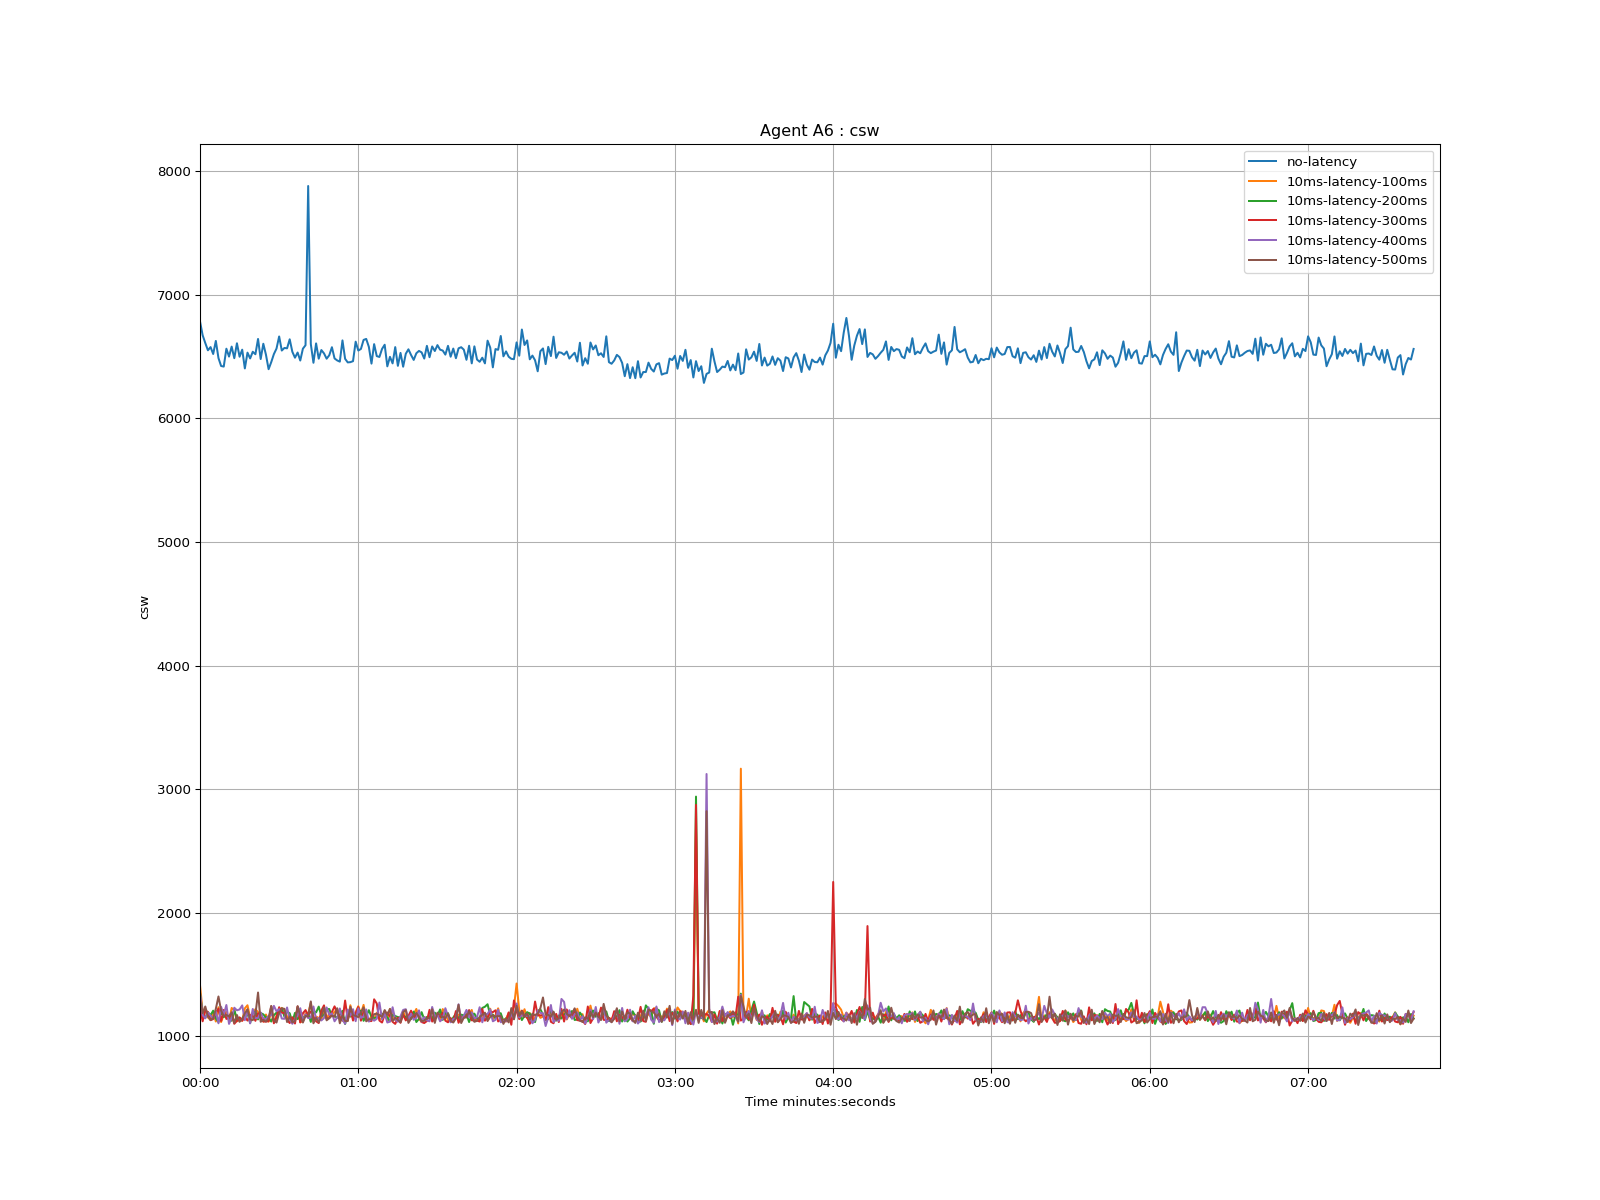 Agent A6 : csw
8000
7000
6000
5000
4000
3000
2000
1000
csw
no-latency
10ms-latency-100ms
10ms-latency-200ms
10ms-latency-300ms
10ms-latency-400ms
10ms-latency-500ms
00:00 01:00 02:00 03:00 04:00 05:00 06:00 07:00
Time minutes:seconds